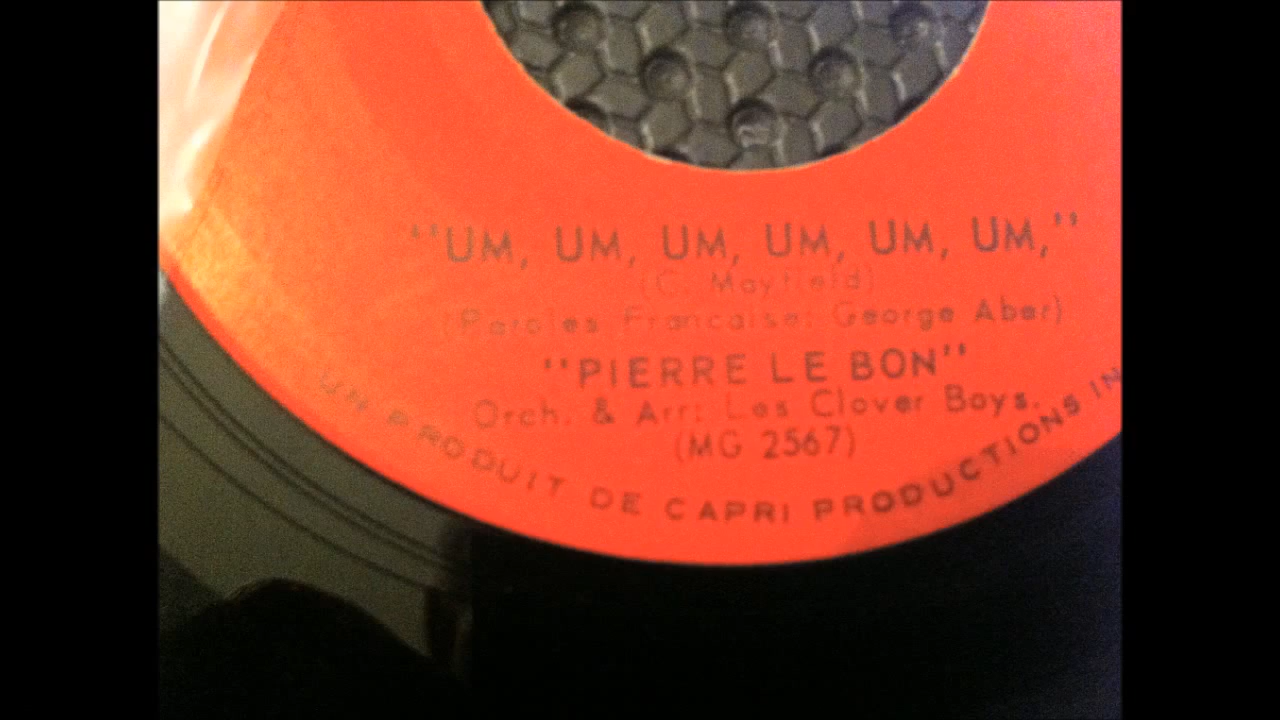 "UM, UM, UM, UM, UM, UM,"
(C. Mayfield)
(Paroles Francaise: George Aber)
"PIERRE LE BON"
Orch. & Arr: Les Clover Boys.
(MG 2567)
UN PRODUIT DE CAPRI PRODUCTIONS IN